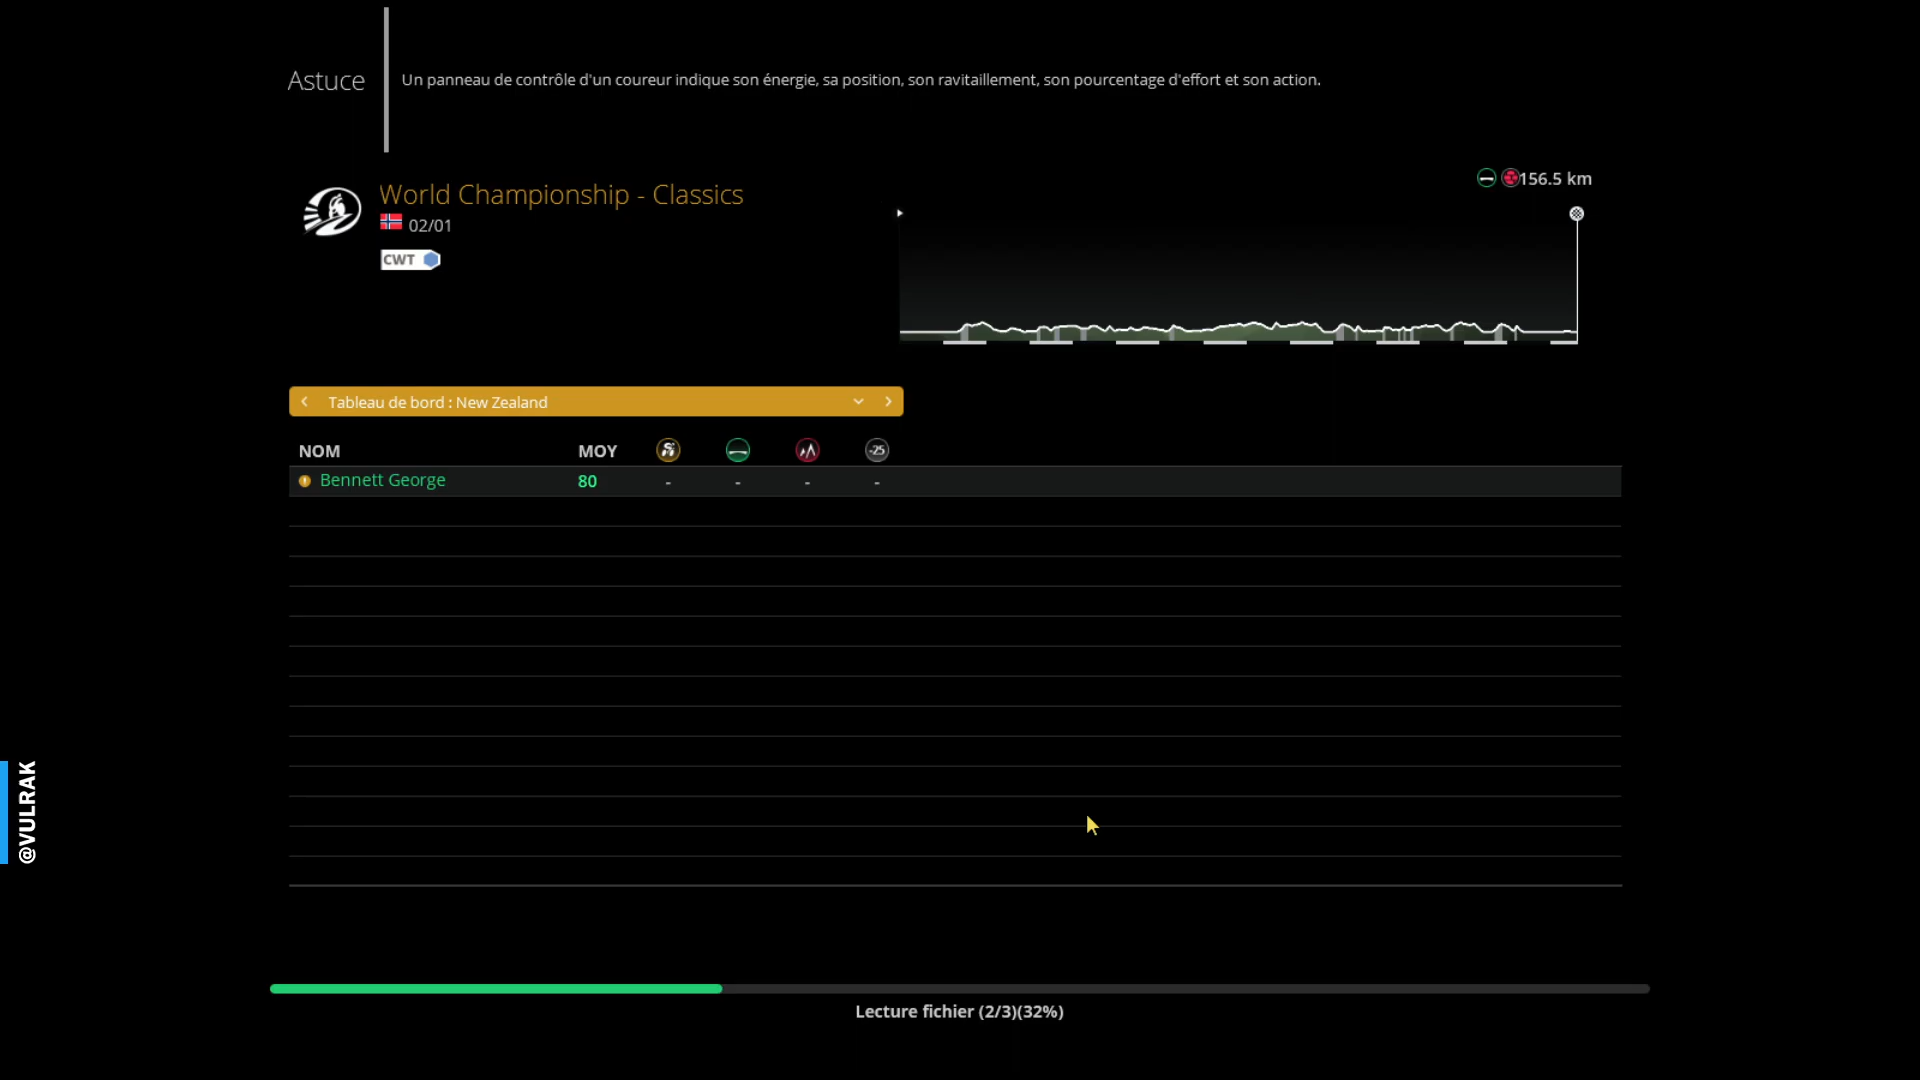 Astuce
Un panneau de contrôle d'un coureur indique son énergie, sa position, son ravitaillement, son pourcentage d'effort et son action.
World Championship - Classics
02/01
CWT
156.5 km
Tableau de bord : New Zealand
NOM MOY -25
Bennett George 80 - - - -
@VULRAK
Lecture fichier (2/3)(32%)